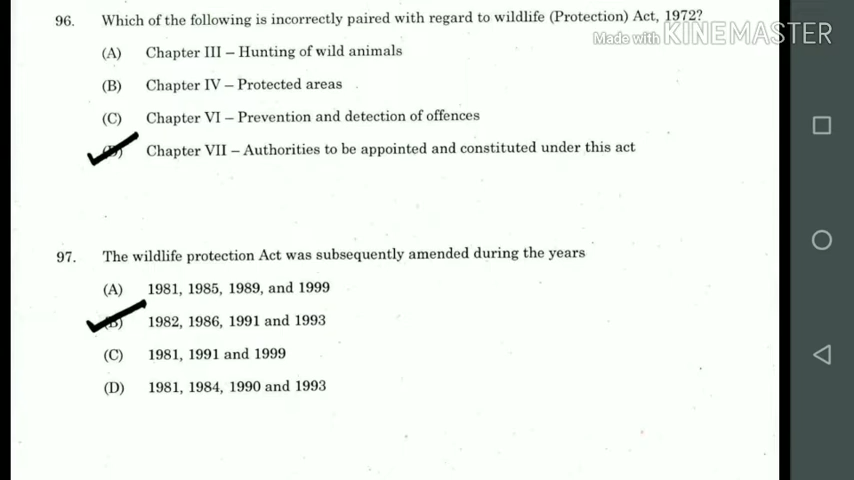 96. Which of the following is incorrectly paired with regard to wildlife (Protection) Act, 1972?
Made with KINEMASTER
(A) Chapter III – Hunting of wild animals
(B) Chapter IV – Protected areas
(C) Chapter VI – Prevention and detection of offences
(D) Chapter VII – Authorities to be appointed and constituted under this act
97. The wildlife protection Act was subsequently amended during the years
(A) 1981, 1985, 1989, and 1999
(B) 1982, 1986, 1991 and 1993
(C) 1981, 1991 and 1999
(D) 1981, 1984, 1990 and 1993